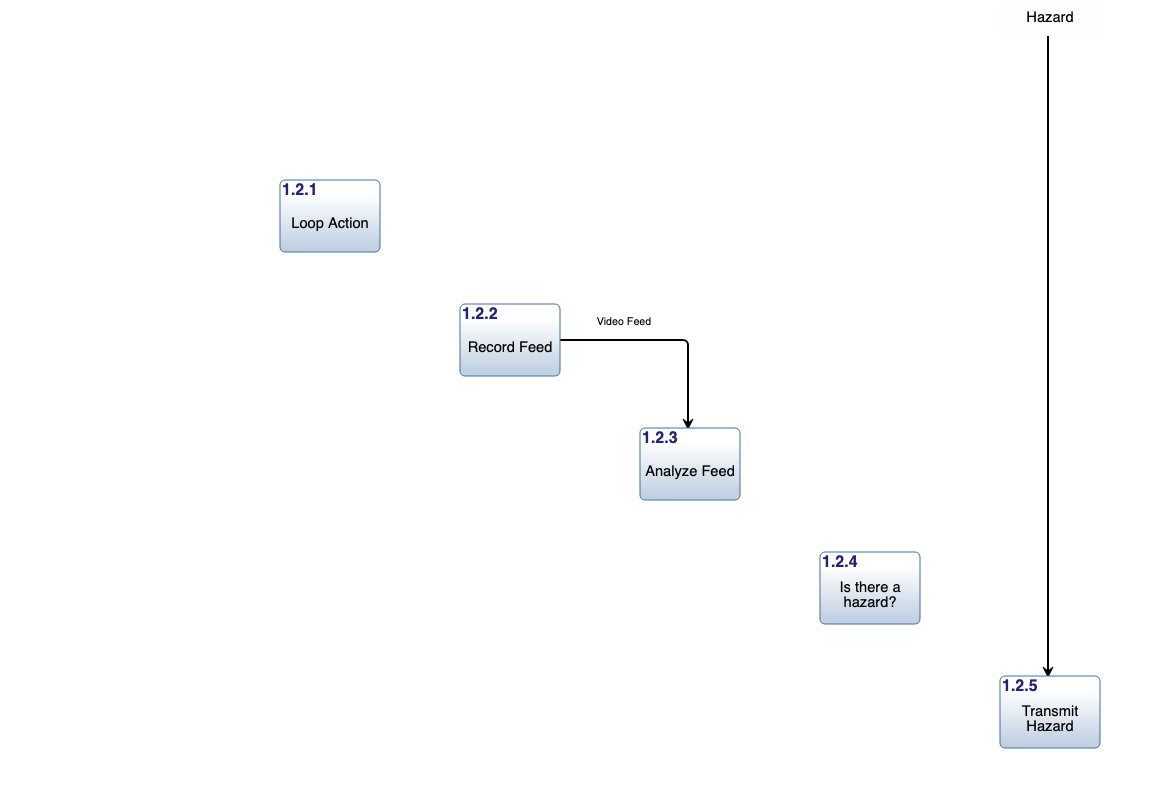 Hazard
1.2.1
Loop Action
1.2.2
Record Feed
Video Feed
1.2.3
Analyze Feed
1.2.4
Is there a
hazard?
1.2.5
Transmit
Hazard